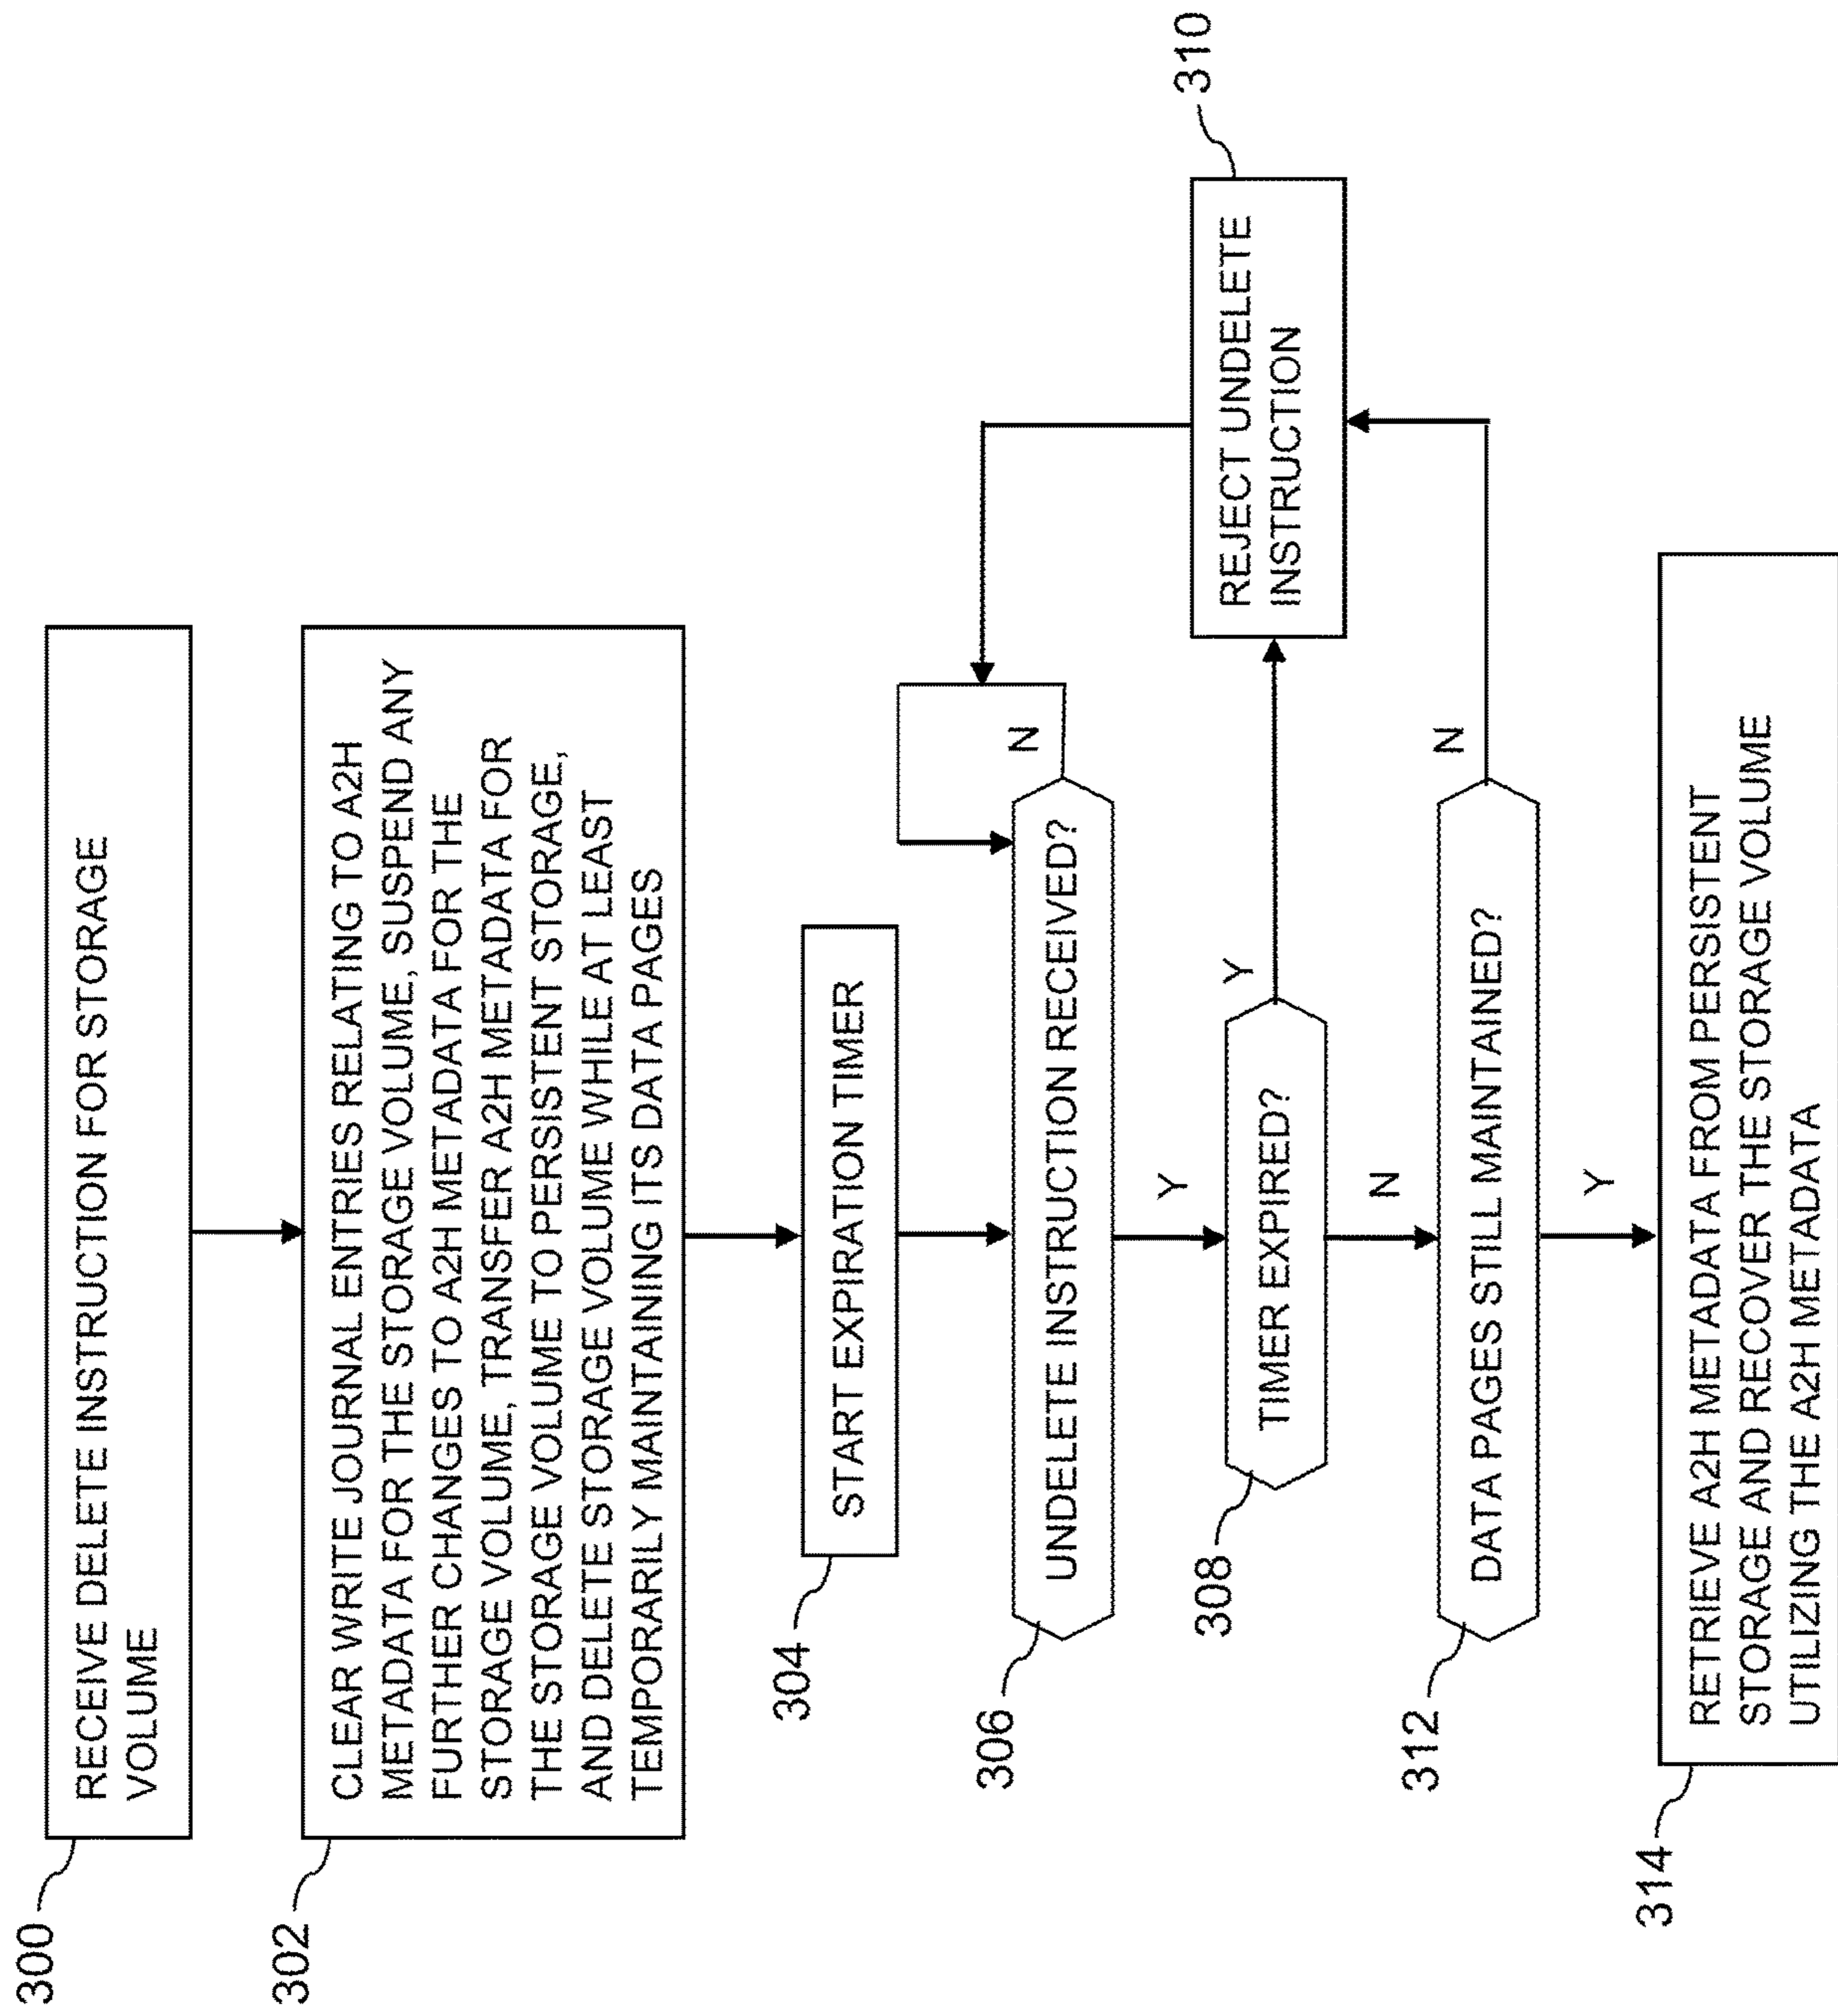 300
RECEIVE DELETE INSTRUCTION FOR STORAGE
VOLUME
302
CLEAR WRITE JOURNAL ENTRIES RELATING TO A2H
METADATA FOR THE STORAGE VOLUME, SUSPEND ANY
FURTHER CHANGES TO A2H METADATA FOR THE
STORAGE VOLUME, TRANSFER A2H METADATA FOR
THE STORAGE VOLUME TO PERSISTENT STORAGE,
AND DELETE STORAGE VOLUME WHILE AT LEAST
TEMPORARILY MAINTAINING ITS DATA PAGES
304
START EXPIRATION TIMER
306
UNDELETE INSTRUCTION RECEIVED?
N
Y
308
TIMER EXPIRED?
Y
N
310
REJECT UNDELETE
INSTRUCTION
312
DATA PAGES STILL MAINTAINED?
N
Y
314
RETRIEVE A2H METADATA FROM PERSISTENT
STORAGE AND RECOVER THE STORAGE VOLUME
UTILIZING THE A2H METADATA